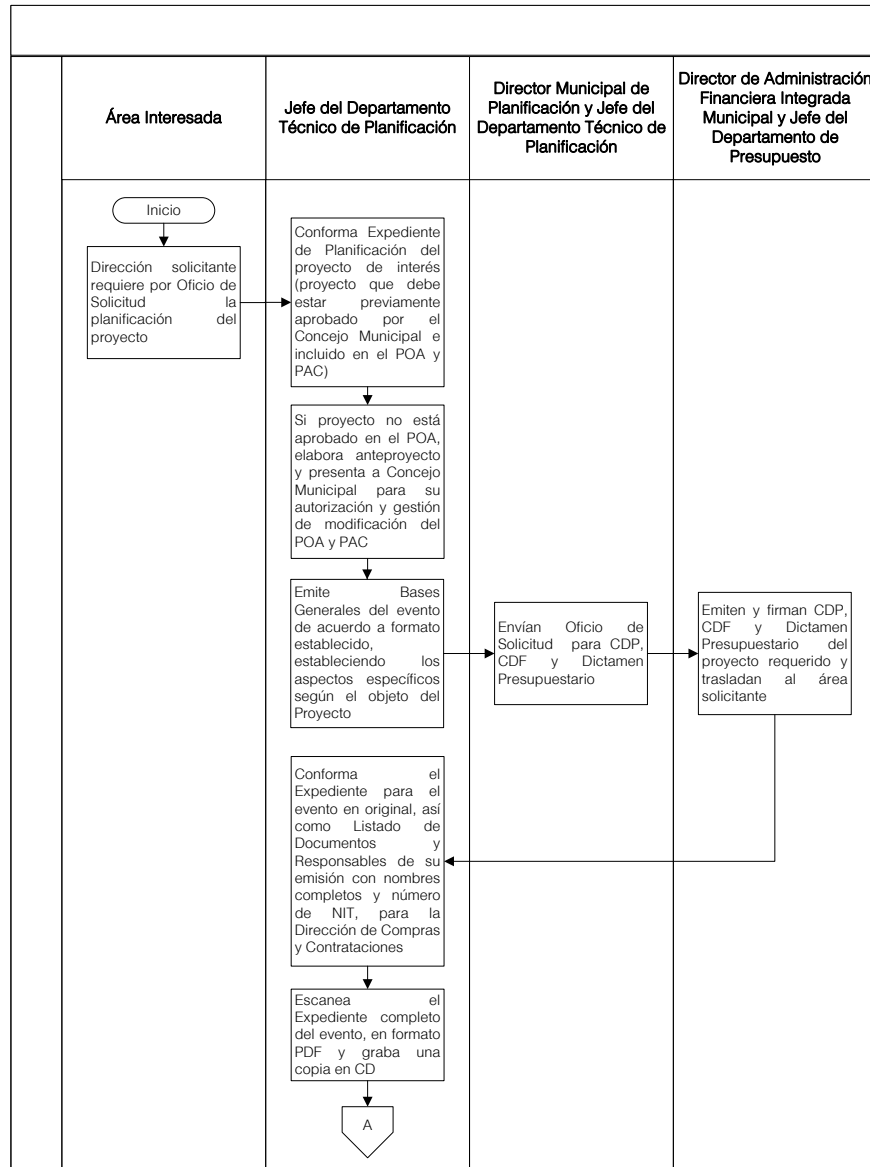 Área Interesada
Jefe del Departamento
Técnico de Planificación
Director Municipal de
Planificación y Jefe del
Departamento Técnico de
Planificación
Director de Administración
Financiera Integrada
Municipal y Jefe del
Departamento de
Presupuesto
Inicio
Dirección solicitante
requiere por Oficio de
Solicitud la
planificación del
proyecto
Conforma Expediente
de Planificación del
proyecto de interés
(proyecto que debe
estar previamente
aprobado por el
Concejo Municipal e
incluido en el POA y
PAC)
Si proyecto no está
aprobado en el POA,
elabora anteproyecto
y presenta a Concejo
Municipal para su
autorización y gestión
de modificación del
POA y PAC
Emite Bases
Generales del evento
de acuerdo a formato
establecido,
estableciendo los
aspectos específicos
según el objeto del
Proyecto
Envían Oficio de
Solicitud para CDP,
CDF y Dictamen
Presupuestario
Emiten y firman CDP,
CDF y Dictamen
Presupuestario del
proyecto requerido y
trasladan al área
solicitante
Conforma el
Expediente para el
evento en original, así
como Listado de
Documentos y
Responsables de su
emisión con nombres
completos y número
de NIT, para la
Dirección de Compras
y Contrataciones
Escanea el
Expediente completo
del evento, en formato
PDF y graba una
copia en CD
A